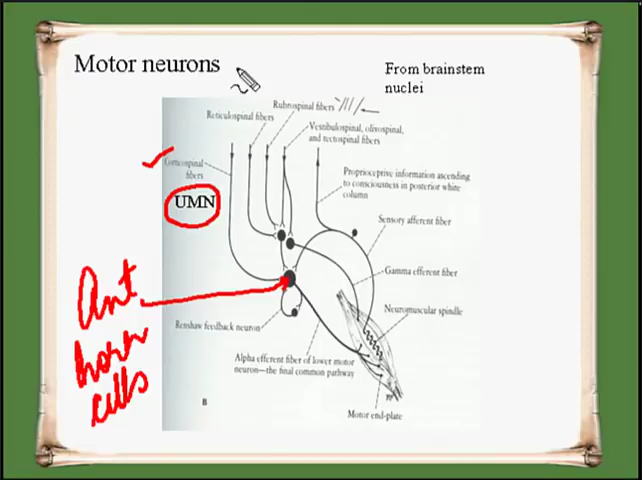 Motor neurons
From brainstem
nuclei
Rubrospinal fibers
Reticulospinal fibers
Vestibulospinal, olivospinal,
and tectospinal fibers
Corticospinal
fibers
UMN
Proprioceptive information ascending
to consciousness in posterior white
column
Sensory afferent fiber
Gamma efferent fiber
Ant
horn
cells
Neuromuscular spindle
Renshaw feedback neuron
Alpha efferent fiber of lower motor
neuron—the final common pathway
Motor end-plate
B